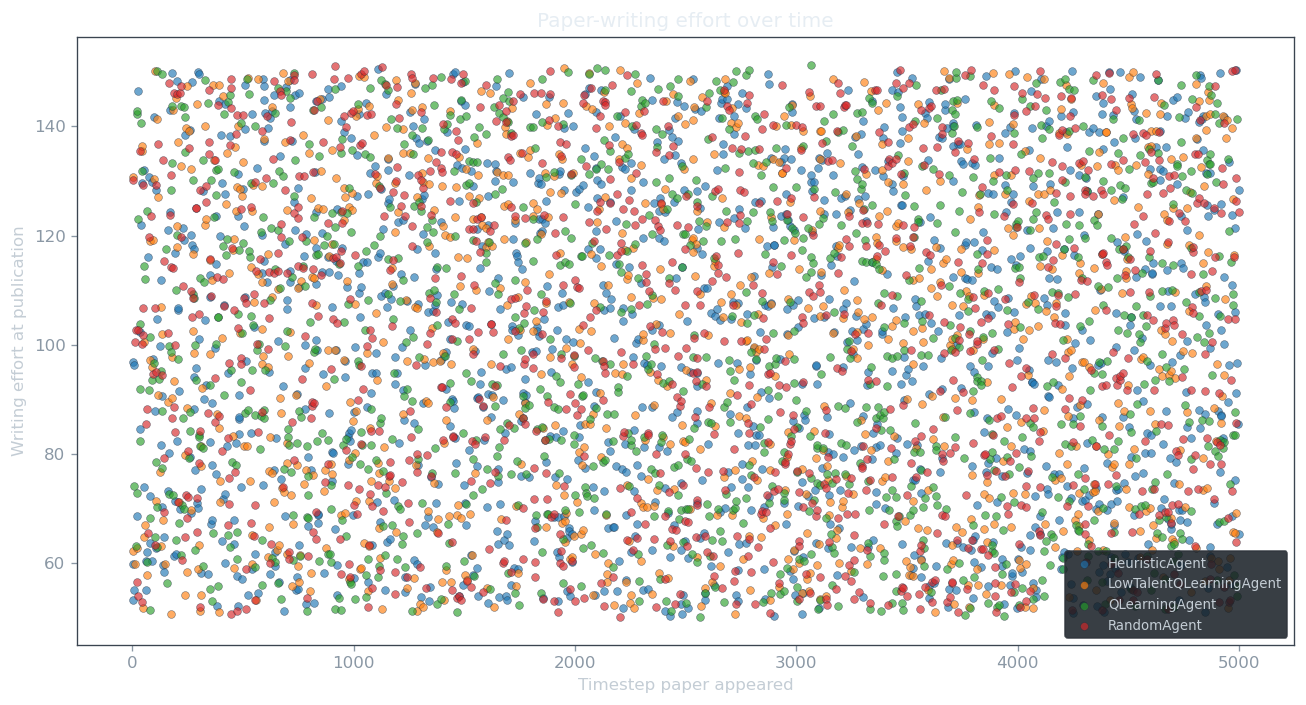 Paper-writing effort over time
140
120
100
80
60
Writing effort at publication
0 1000 2000 3000 4000 5000
Timestep paper appeared
HeuristicAgent
LowTalentQLearningAgent
QLearningAgent
RandomAgent